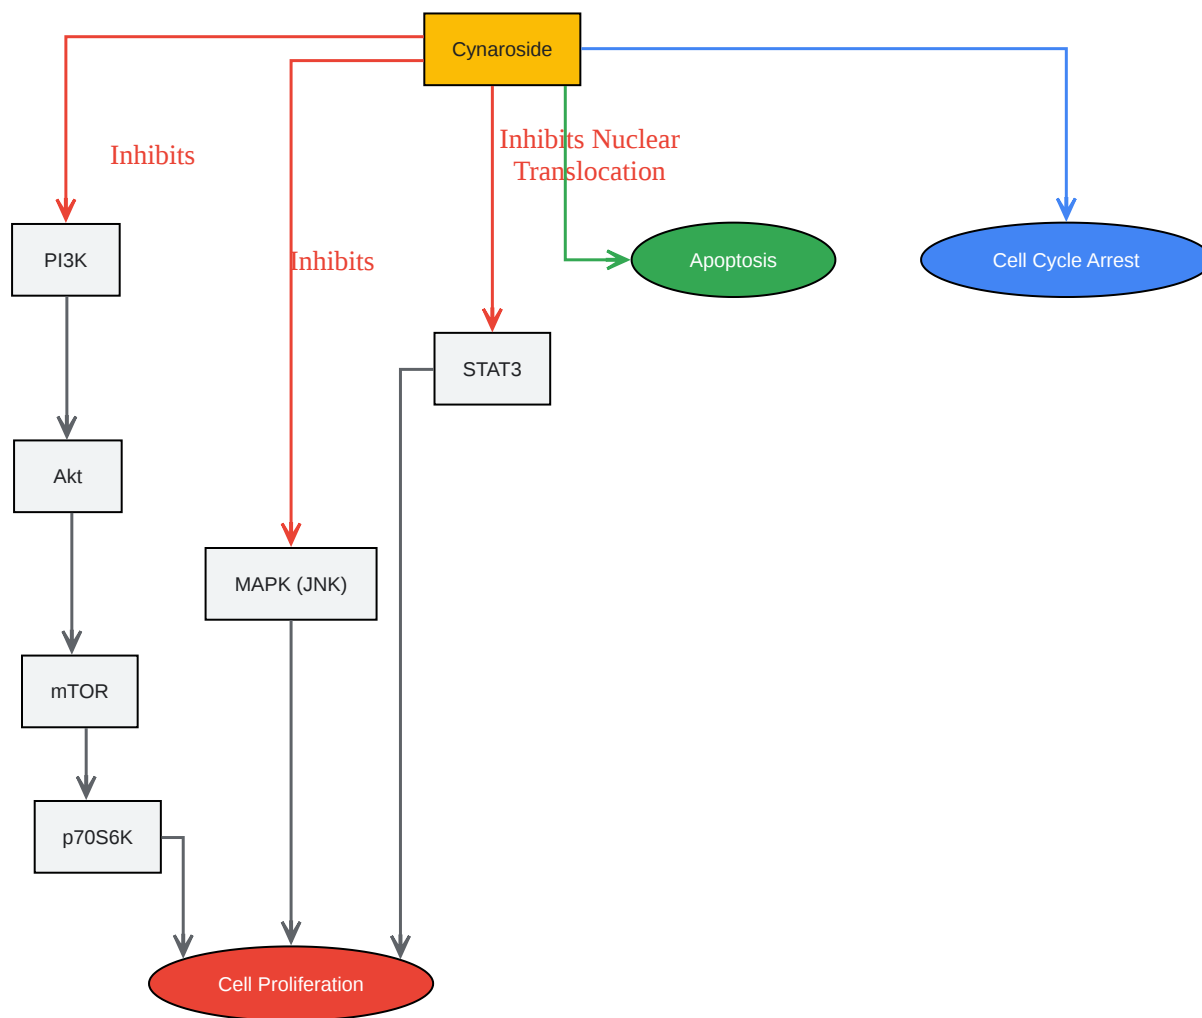 Cynaroside
Inhibits
Inhibits Nuclear
Translocation
PI3K
Inhibits
Apoptosis
Cell Cycle Arrest
STAT3
Akt
MAPK (JNK)
mTOR
p70S6K
Cell Proliferation